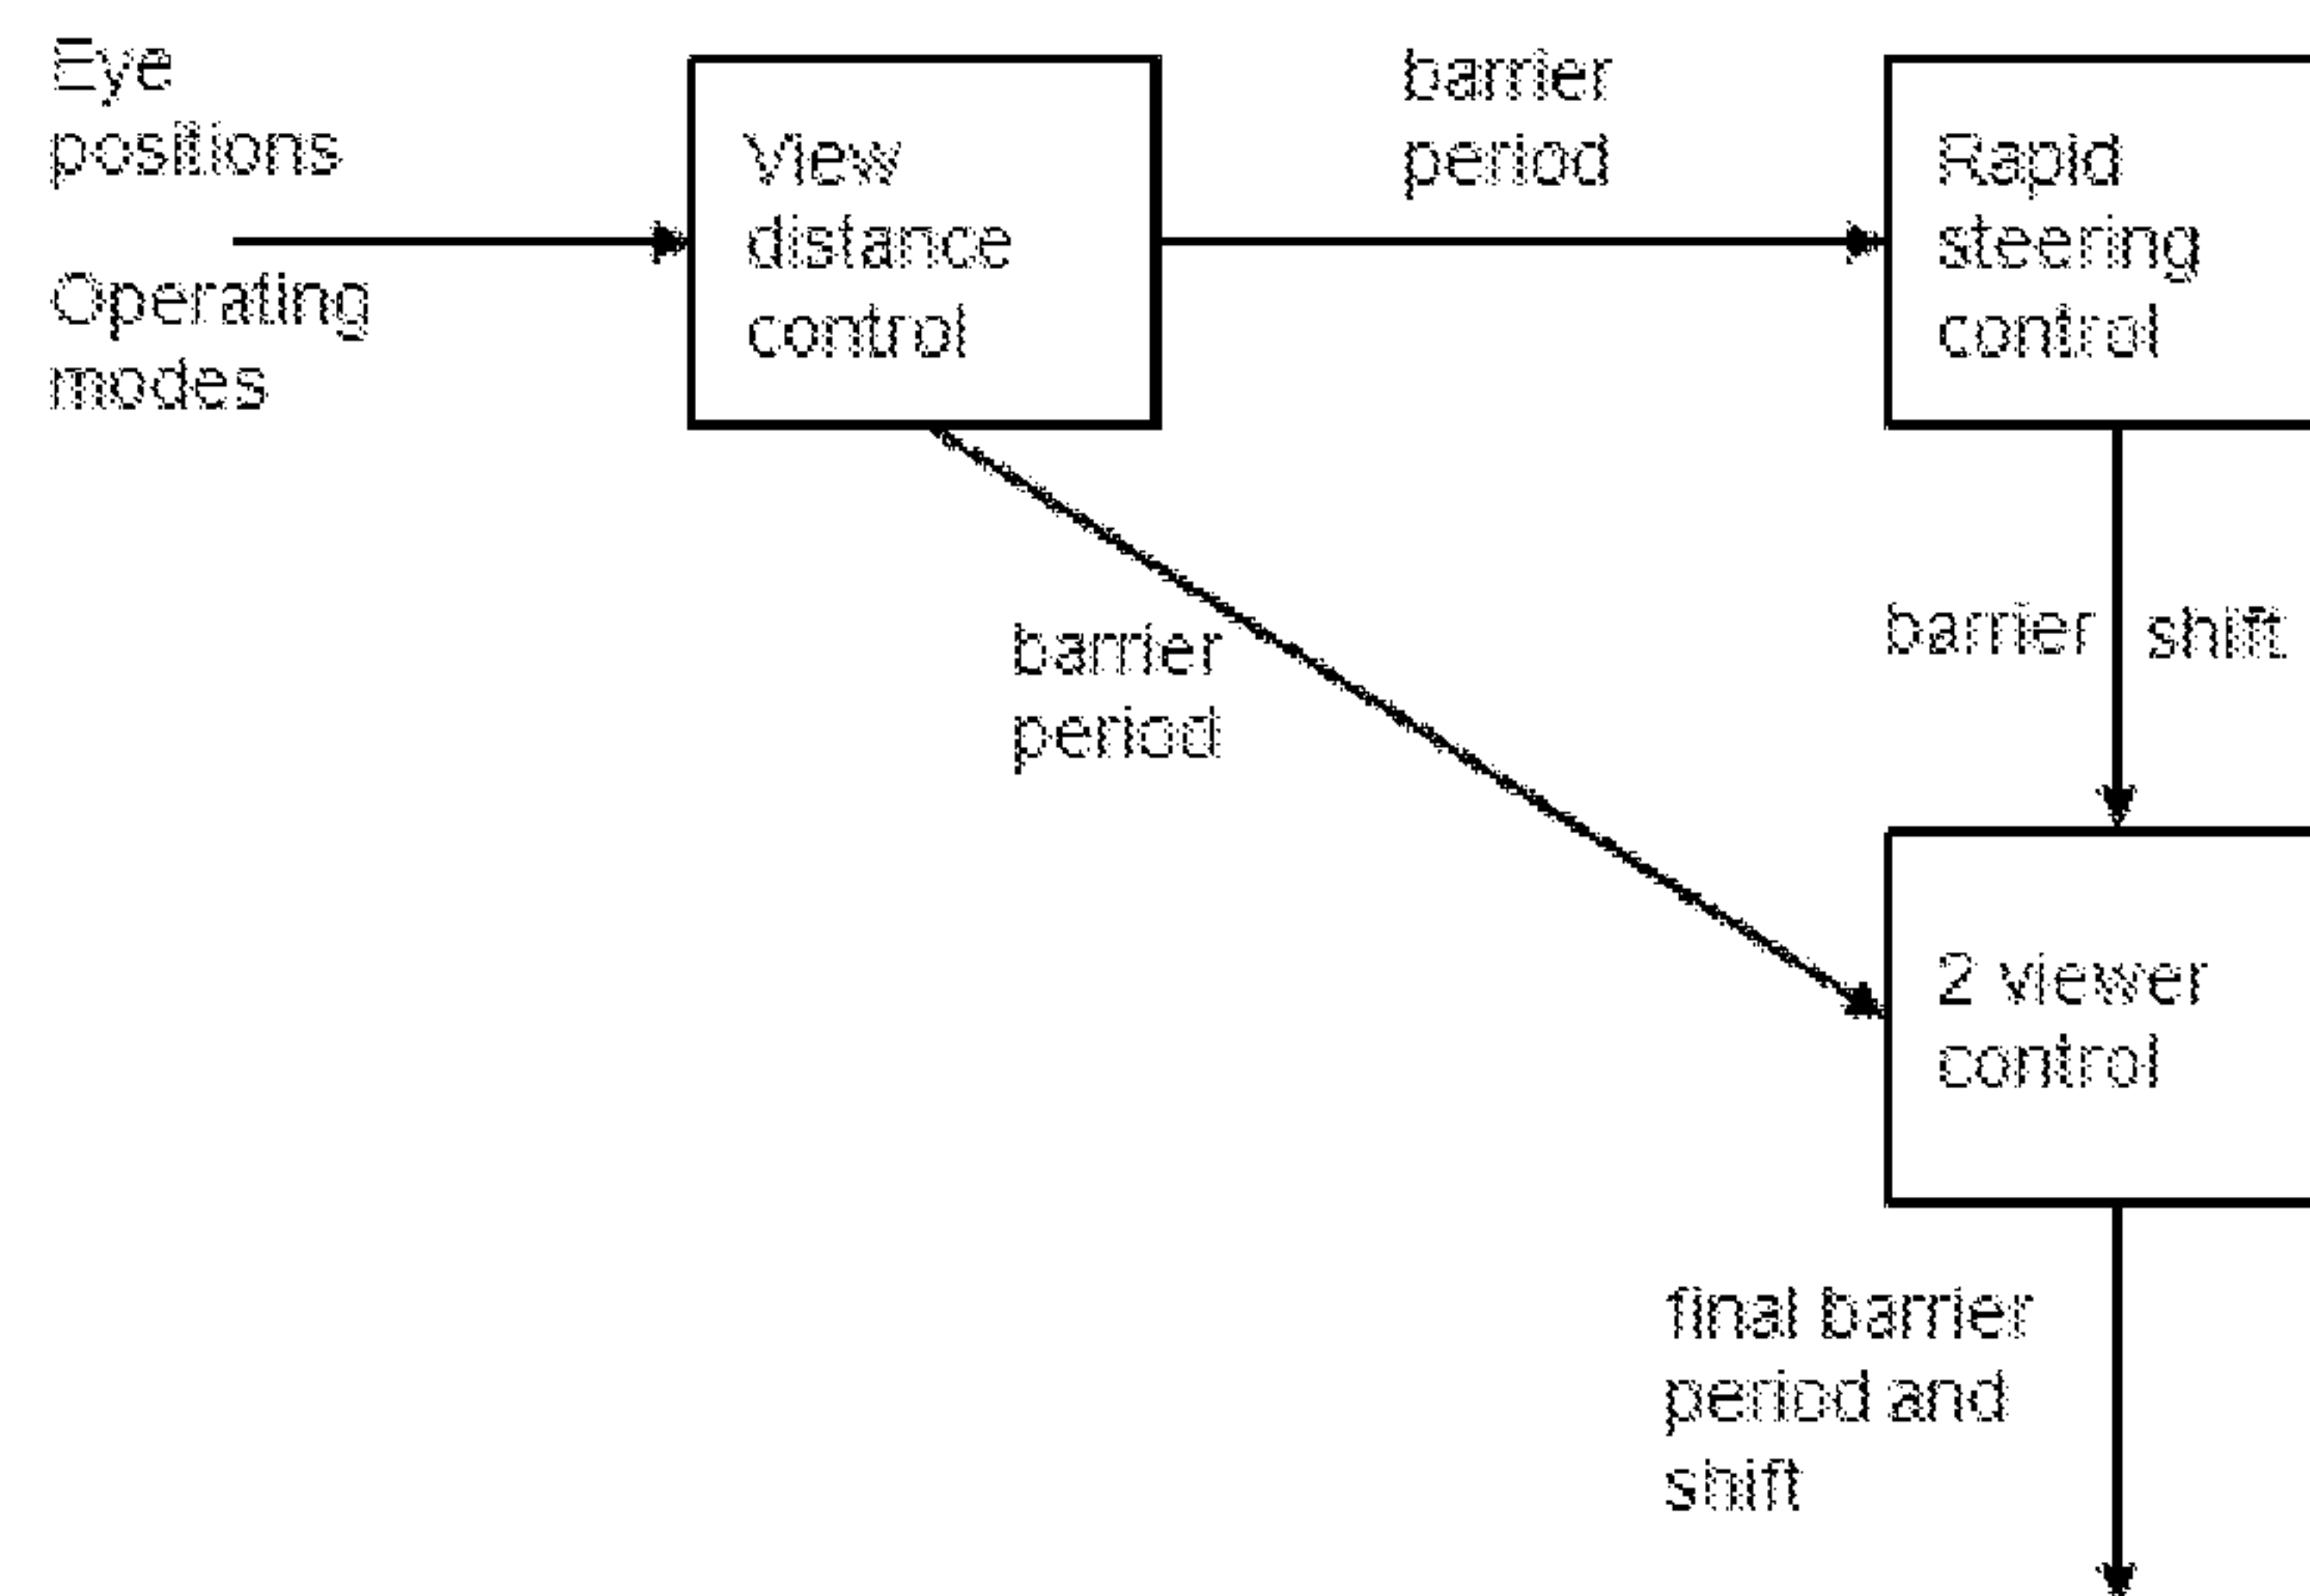 Eye
positions
Operating
modes
View
distance
control
barrier
period
Rapid
steering
control
barrier
period
barrier shift
2 viewer
control
final barrier
period and
shift